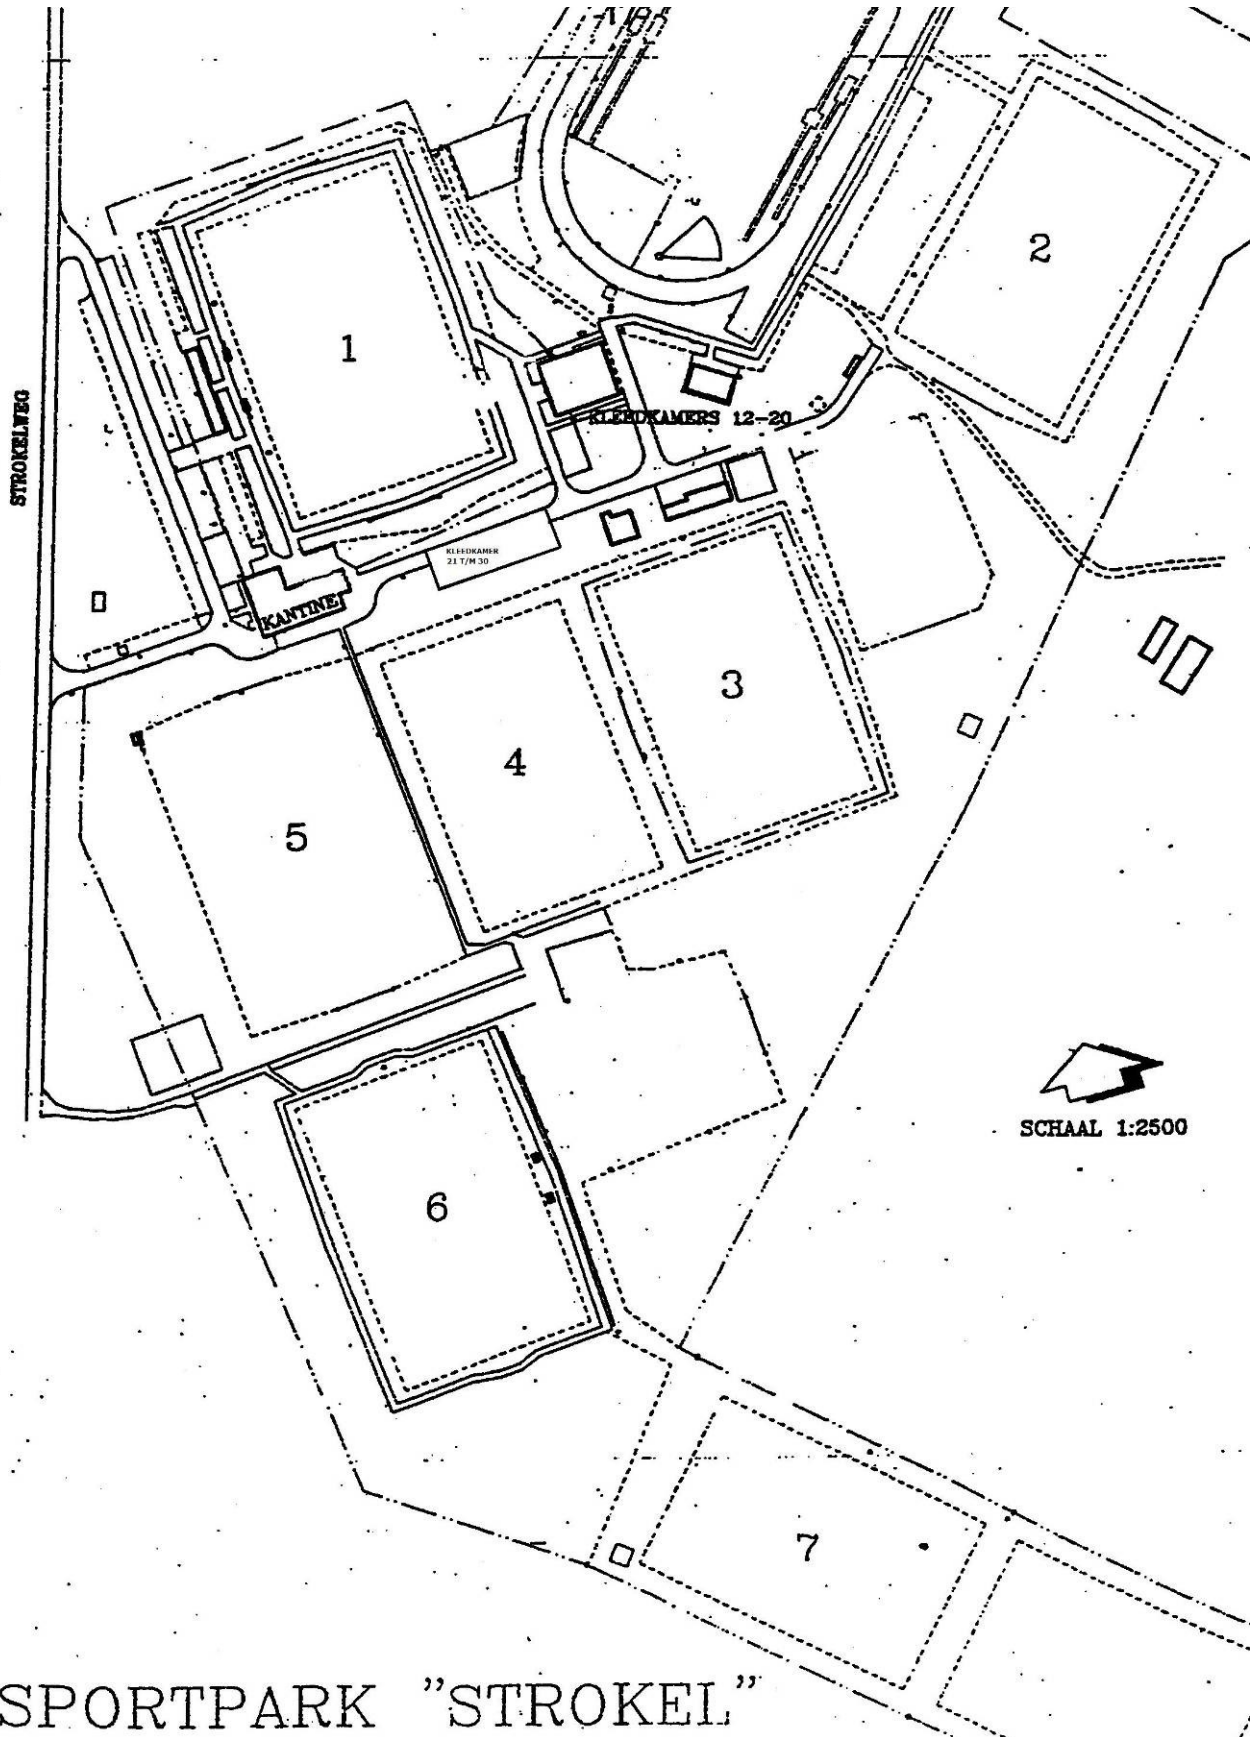 2
1
STROKELWEG
KLEEDKAMERS 12-20
KLEEDKAMER
21 T/M 30
KANTINE
3
4
5
SCHAAL 1:2500
6
7
SPORTPARK "STROKEL"